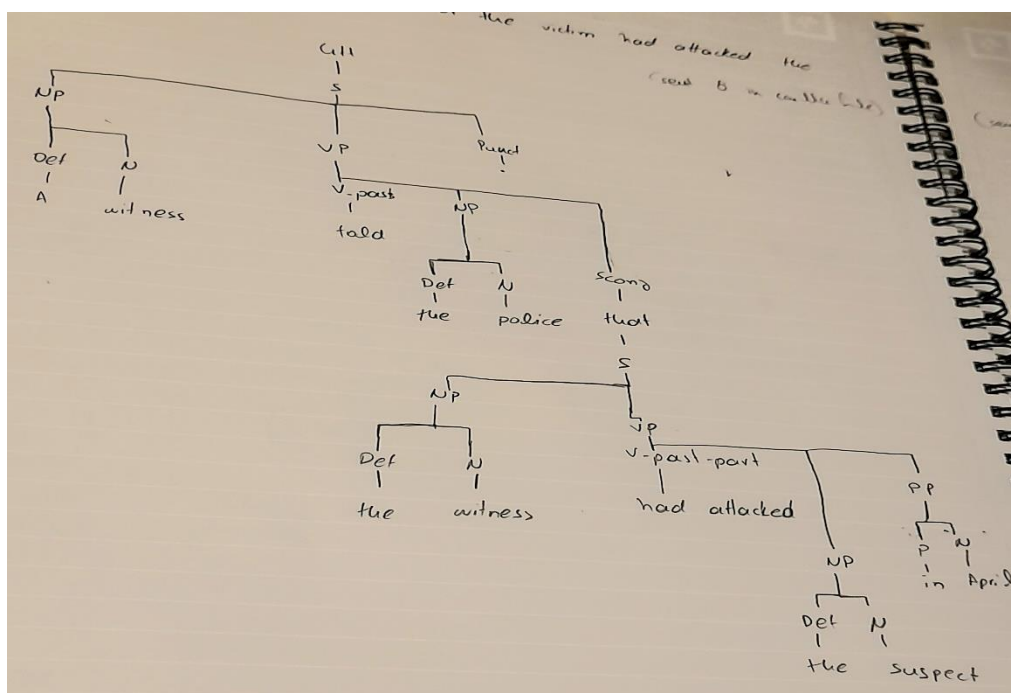 the victim had attacked the
S
NP
VP
Punct
.
Det N
A witness
V-past NP
told
Sconj
Det N
the police that
S
NP
VP
Det N
V-past-part
PP
the witness had attacked
P N
in April
NP
Det N
the suspect